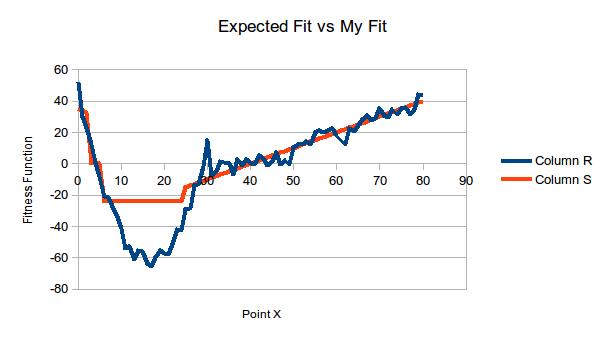 Expected Fit vs My Fit
60
40
20
0
-20
-40
-60
-80
0 10 20 30 40 50 60 70 80 90
Fitness Function
Point X
Column R
Column S